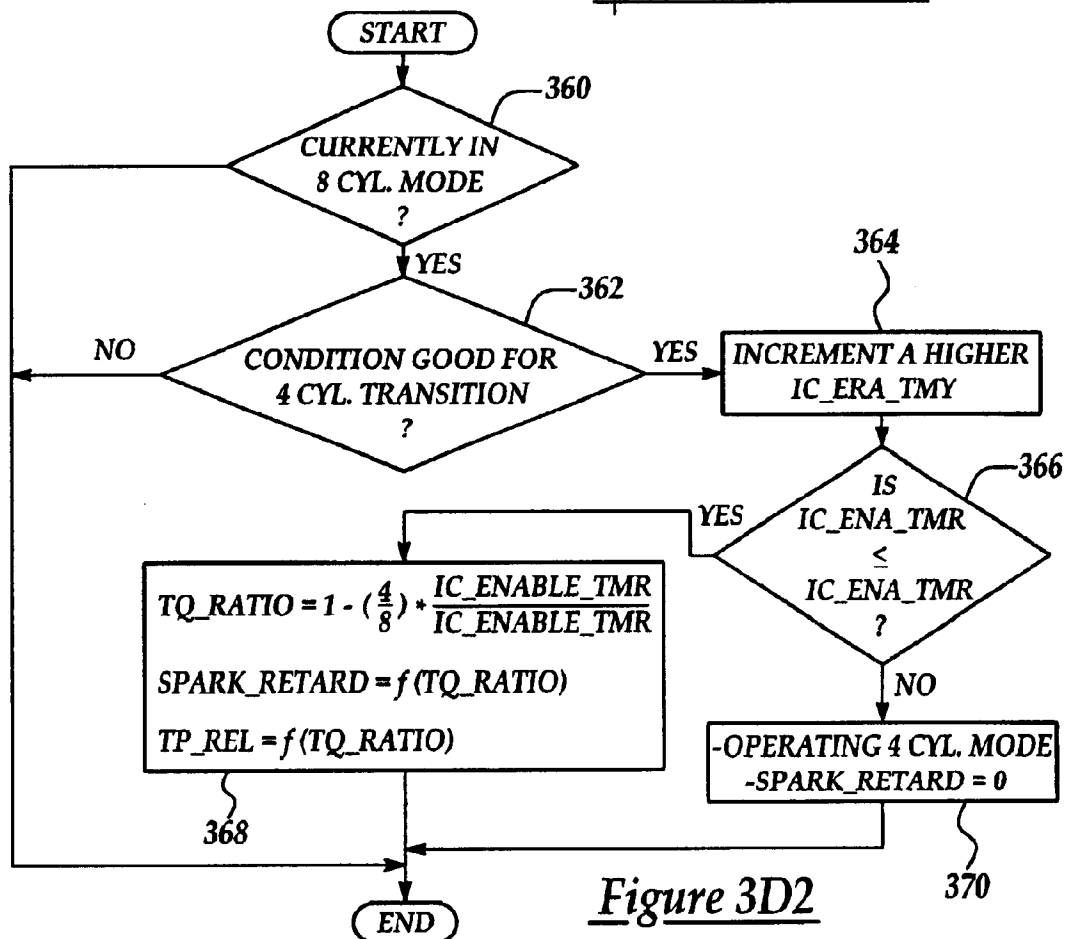 START
360
CURRENTLY IN
8 CYL. MODE
?
YES
362
364
NO
CONDITION GOOD FOR
4 CYL. TRANSITION
?
YES
INCREMENT A HIGHER
IC_ERA_TMY
366
IS
IC_ENA_TMR
≤
IC_ENA_TMR
?
YES
TQ_RATIO = 1 - (4/8) * IC_ENABLE_TMR/IC_ENABLE_TMR
SPARK_RETARD = f (TQ_RATIO)
TP_REL = f (TQ_RATIO)
368
NO
-OPERATING 4 CYL. MODE
-SPARK_RETARD = 0
370
END
Figure 3D2